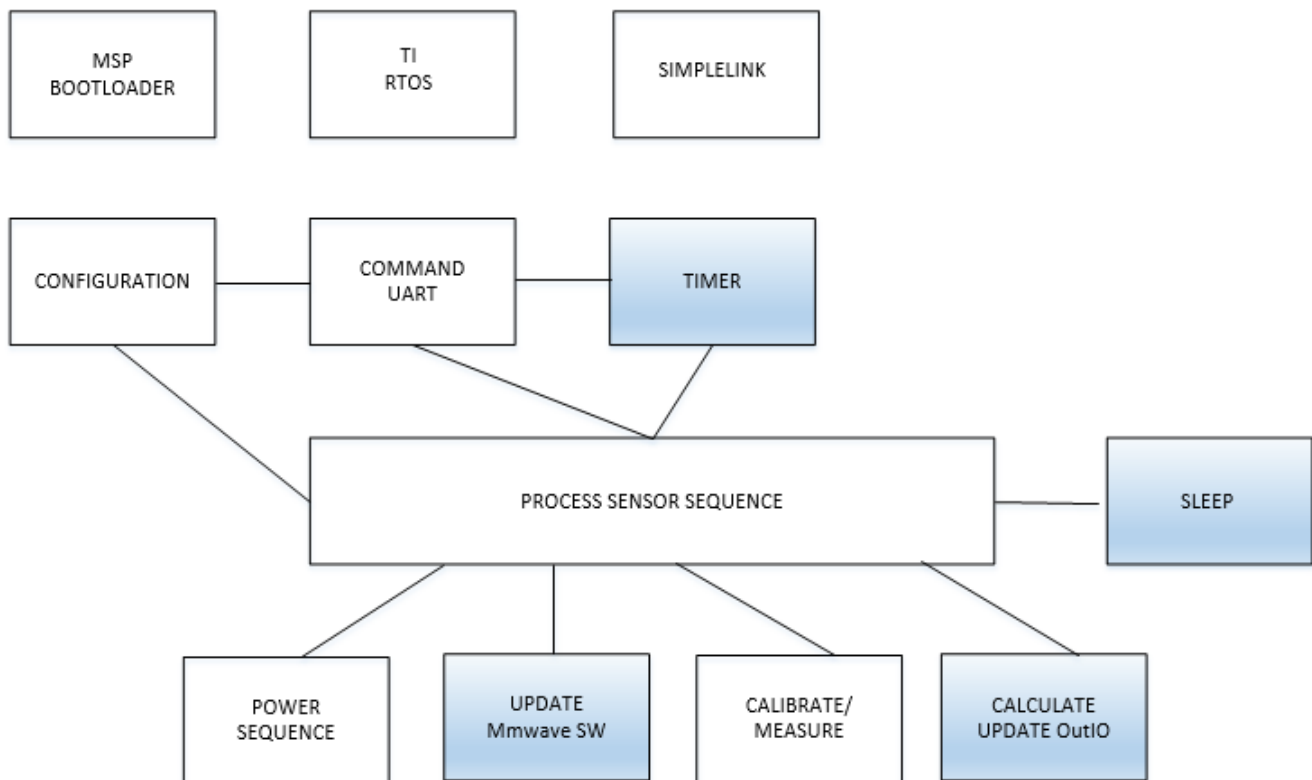 MSP
BOOTLOADER
TI
RTOS
SIMPLELINK
CONFIGURATION
COMMAND
UART
TIMER
PROCESS SENSOR SEQUENCE
SLEEP
POWER
SEQUENCE
UPDATE
Mmwave SW
CALIBRATE/
MEASURE
CALCULATE
UPDATE OutIO